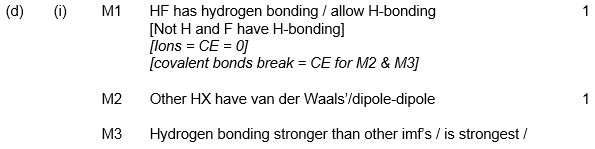 (d) (i) M1 HF has hydrogen bonding / allow H-bonding 1
[Not H and F have H-bonding]
[Ions = CE = 0]
[covalent bonds break = CE for M2 & M3]
M2 Other HX have van der Waals'/dipole-dipole 1
M3 Hydrogen bonding stronger than other imf's / is strongest /